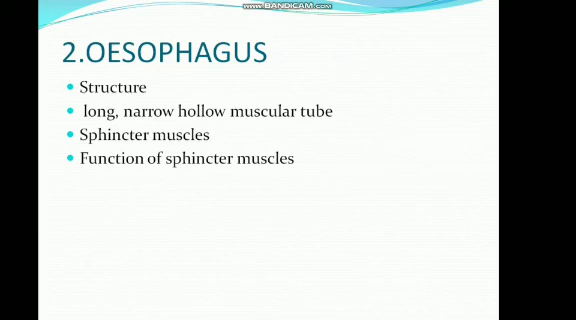 www.BANDICAM.com
2.OESOPHAGUS
Structure
long, narrow hollow muscular tube
Sphincter muscles
Function of sphincter muscles